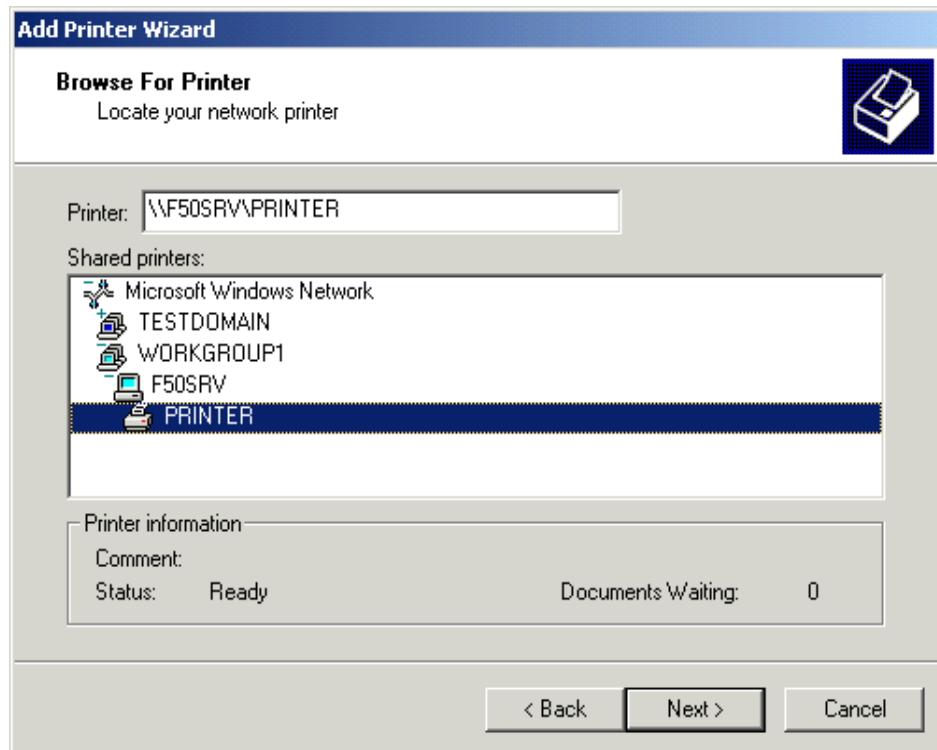 Add Printer Wizard
Browse For Printer
Locate your network printer
Printer: \\F50SRV\PRINTER
Shared printers:
Microsoft Windows Network
TESTDOMAIN
WORKGROUP1
F50SRV
PRINTER
Printer information
Comment:
Status: Ready Documents Waiting: 0
< Back Next > Cancel